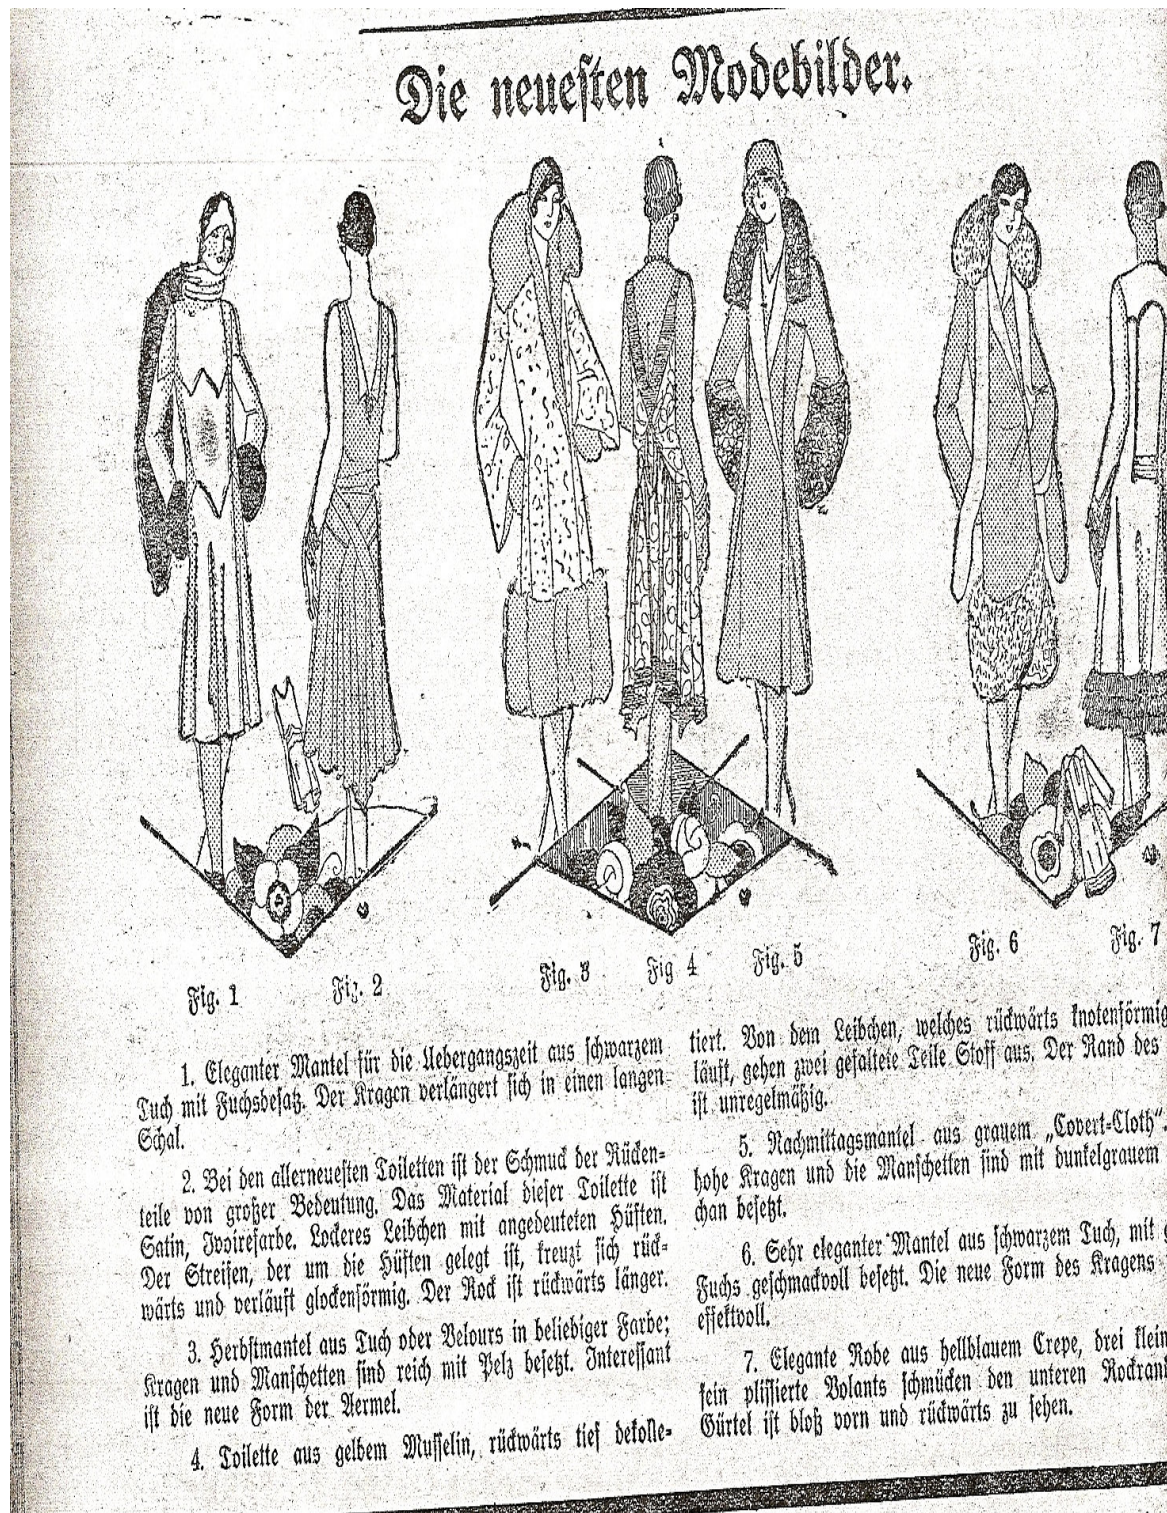 Die neuesten Modebilder.
Fig. 1
Fig. 2
Fig. 3
Fig 4
Fig. 5
Fig. 6
Fig. 7
1. Eleganter Mantel für die Uebergangszeit aus schwarzem
Tuch mit Fuchsbesatz. Der Kragen verlängert sich in einen langen
Schal.
2. Bei den allerneuesten Toiletten ist der Schmuck der Rücken-
teile von großer Bedeutung. Das Material dieser Toilette ist
Satin, Ivoirefarbe. Lockeres Leibchen mit angedeuteten Hüften.
Der Streifen, der um die Hüften gelegt ist, kreuzt sich rück-
wärts und verläuft glockenförmig. Der Rock ist rückwärts länger.
3. Herbstmantel aus Tuch oder Velours in beliebiger Farbe;
Kragen und Manschetten sind reich mit Pelz besetzt. Interessant
ist die neue Form der Aermel.
4. Toilette aus gelbem Musselin, rückwärts tief dekolle-
tiert. Von dem Leibchen, welches rückwärts knotenförmig
läuft, gehen zwei gefaltete Teile Stoff aus. Der Rand des
ist unregelmäßig.
5. Nachmittagsmantel aus grauem „Covert-Cloth“.
hohe Kragen und die Manschetten sind mit dunkelgrauem
chan besetzt.
6. Sehr eleganter Mantel aus schwarzem Tuch, mit
Fuchs geschmackvoll besetzt. Die neue Form des Kragens
effektvoll.
7. Elegante Robe aus hellblauem Crepe, drei klein
fein plissierte Volants schmücken den unteren Rockran
Gürtel ist bloß vorn und rückwärts zu sehen.